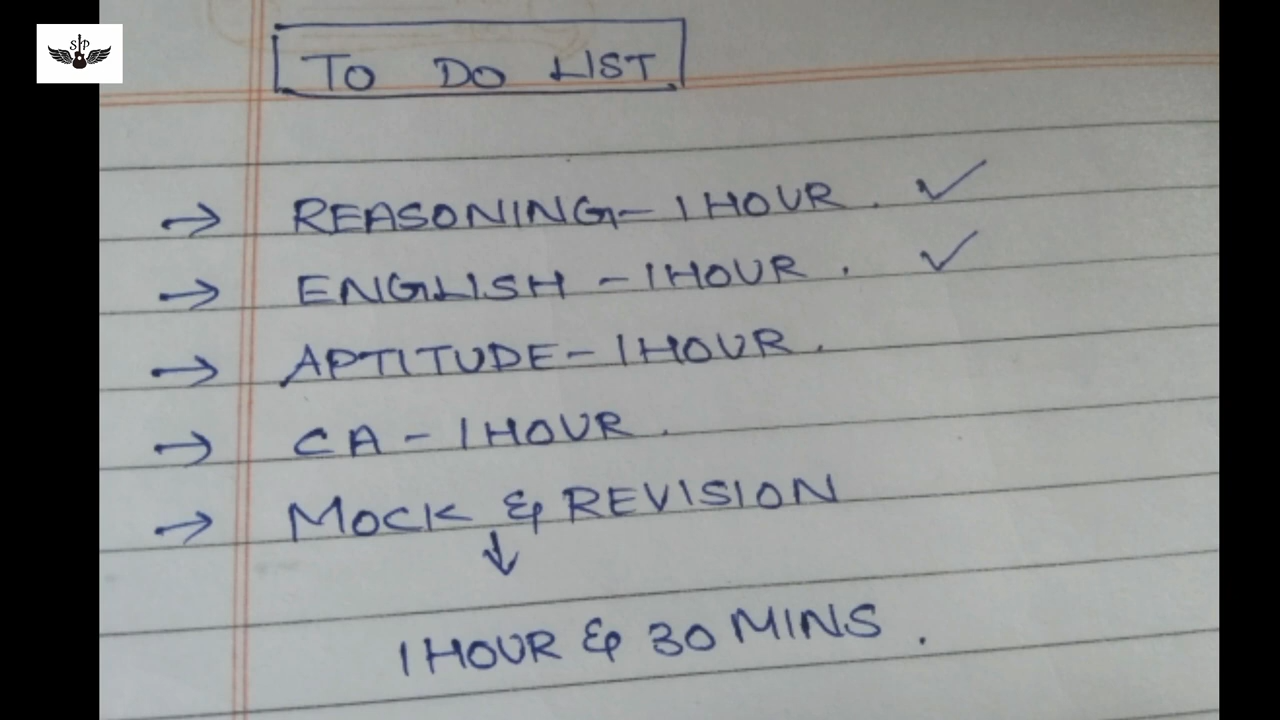 SP
TO DO LIST
→ REASONING - 1 HOUR. ✓
→ ENGLISH - 1 HOUR. ✓
→ APTITUDE - 1 HOUR.
→ CA - 1 HOUR.
→ MOCK & REVISION
↓
1 HOUR & 30 MINS.